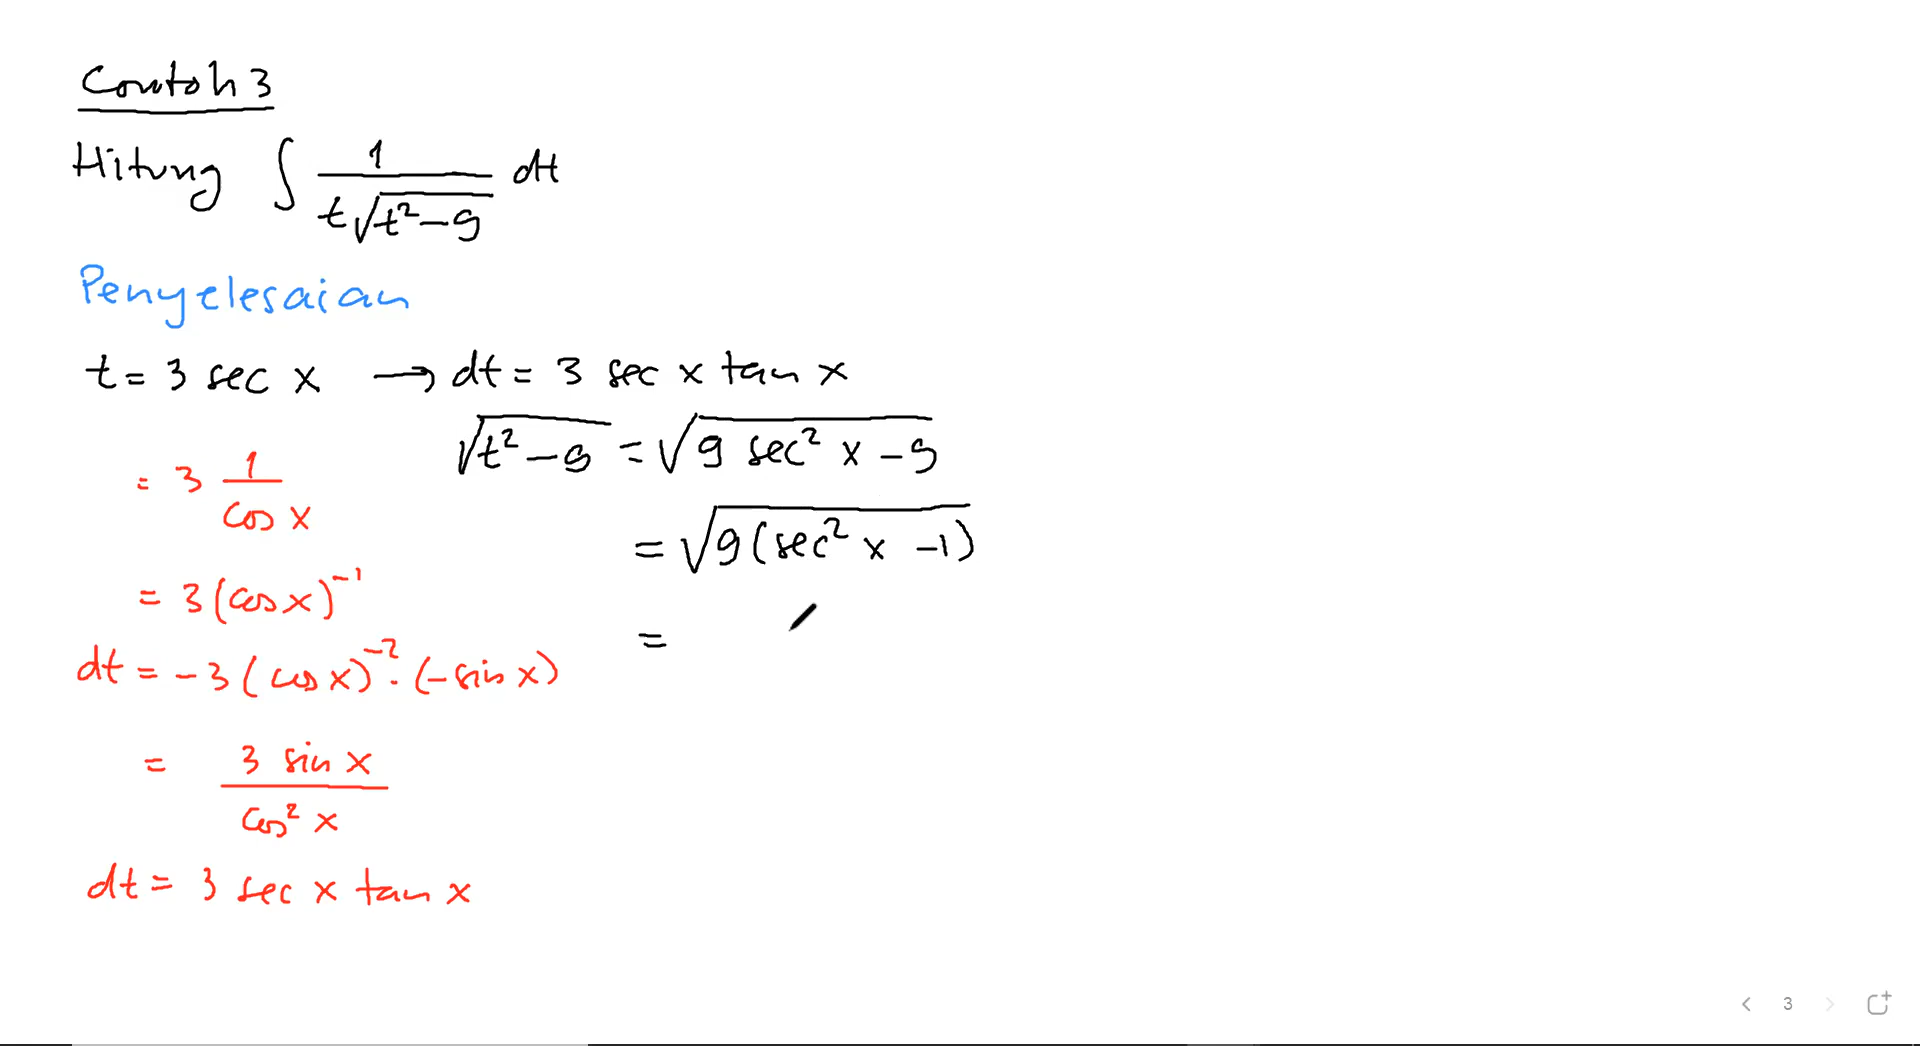 Contoh 3
Hitung ∫ 1 / (t√(t² − 9)) dt
Penyelesaian
t = 3 sec x → dt = 3 sec x tan x
√(t² − 9) = √(9 sec² x − 9)
= √(9(sec² x − 1))
=
= 3 1 / cos x
= 3 (cos x)⁻¹
dt = −3 (cos x)⁻² · (−sin x)
= 3 sin x / cos² x
dt = 3 sec x tan x
3